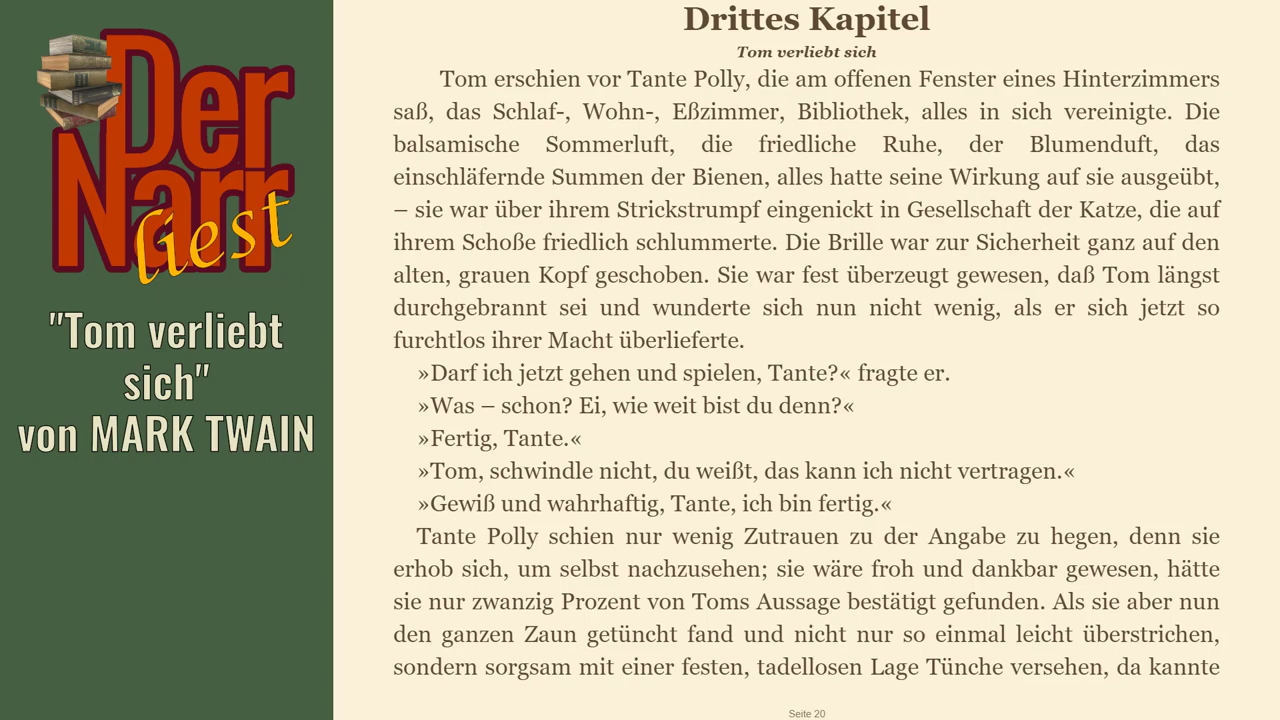 Der
Narr
liest
"Tom verliebt
sich"
von MARK TWAIN
Drittes Kapitel
Tom verliebt sich
Tom erschien vor Tante Polly, die am offenen Fenster eines Hinterzimmers
saß, das Schlaf-, Wohn-, Eßzimmer, Bibliothek, alles in sich vereinigte. Die
balsamische Sommerluft, die friedliche Ruhe, der Blumenduft, das
einschläfernde Summen der Bienen, alles hatte seine Wirkung auf sie ausgeübt,
– sie war über ihrem Strickstrumpf eingenickt in Gesellschaft der Katze, die auf
ihrem Schoße friedlich schlummerte. Die Brille war zur Sicherheit ganz auf den
alten, grauen Kopf geschoben. Sie war fest überzeugt gewesen, daß Tom längst
durchgebrannt sei und wunderte sich nun nicht wenig, als er sich jetzt so
furchtlos ihrer Macht überlieferte.
»Darf ich jetzt gehen und spielen, Tante?« fragte er.
»Was – schon? Ei, wie weit bist du denn?«
»Fertig, Tante.«
»Tom, schwindle nicht, du weißt, das kann ich nicht vertragen.«
»Gewiß und wahrhaftig, Tante, ich bin fertig.«
Tante Polly schien nur wenig Zutrauen zu der Angabe zu hegen, denn sie
erhob sich, um selbst nachzusehen; sie wäre froh und dankbar gewesen, hätte
sie nur zwanzig Prozent von Toms Aussage bestätigt gefunden. Als sie aber nun
den ganzen Zaun getüncht fand und nicht nur so einmal leicht überstrichen,
sondern sorgsam mit einer festen, tadellosen Lage Tünche versehen, da kannte
Seite 20